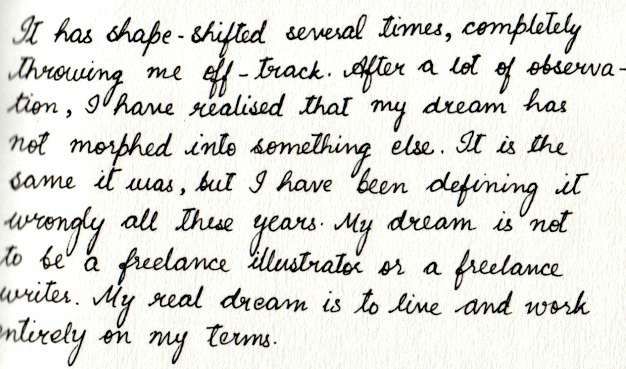 It has shape-shifted several times, completely
throwing me off-track. After a lot of observa-
tion, I have realised that my dream has
not morphed into something else. It is the
same it was, but I have been defining it
wrongly all these years. My dream is not
to be a freelance illustrator or a freelance
writer. My real dream is to live and work
entirely on my terms.